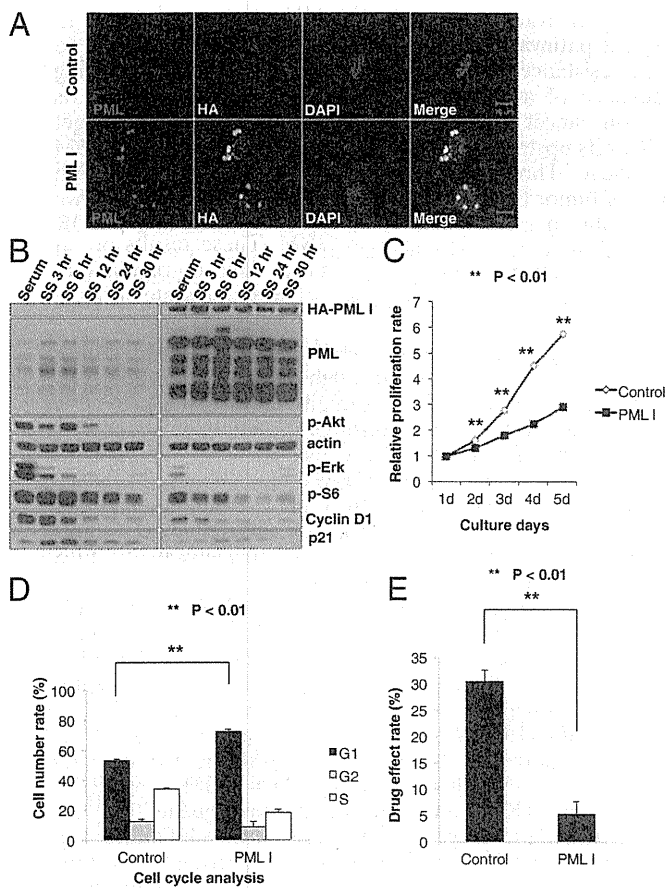 A
Control
PML
HA
DAPI
Merge
PML I
PML
HA
DAPI
Merge
B
Serum
SS 3 hr
SS 6 hr
SS 12 hr
SS 24 hr
SS 30 hr
Serum
SS 3 hr
SS 6 hr
SS 12 hr
SS 24 hr
SS 30 hr
HA-PML I
PML
p-Akt
actin
p-Erk
p-S6
Cyclin D1
p21
C
** P < 0.01
Relative proliferation rate
7
6
5
4
3
2
1
0
**
**
**
**
1d 2d 3d 4d 5d
Culture days
Control
PML I
D
** P < 0.01
**
Cell number rate (%)
100
80
60
40
20
0
Control
PML I
Cell cycle analysis
G1
G2
S
E
** P < 0.01
**
Drug effect rate (%)
35
30
25
20
15
10
5
0
Control
PML I